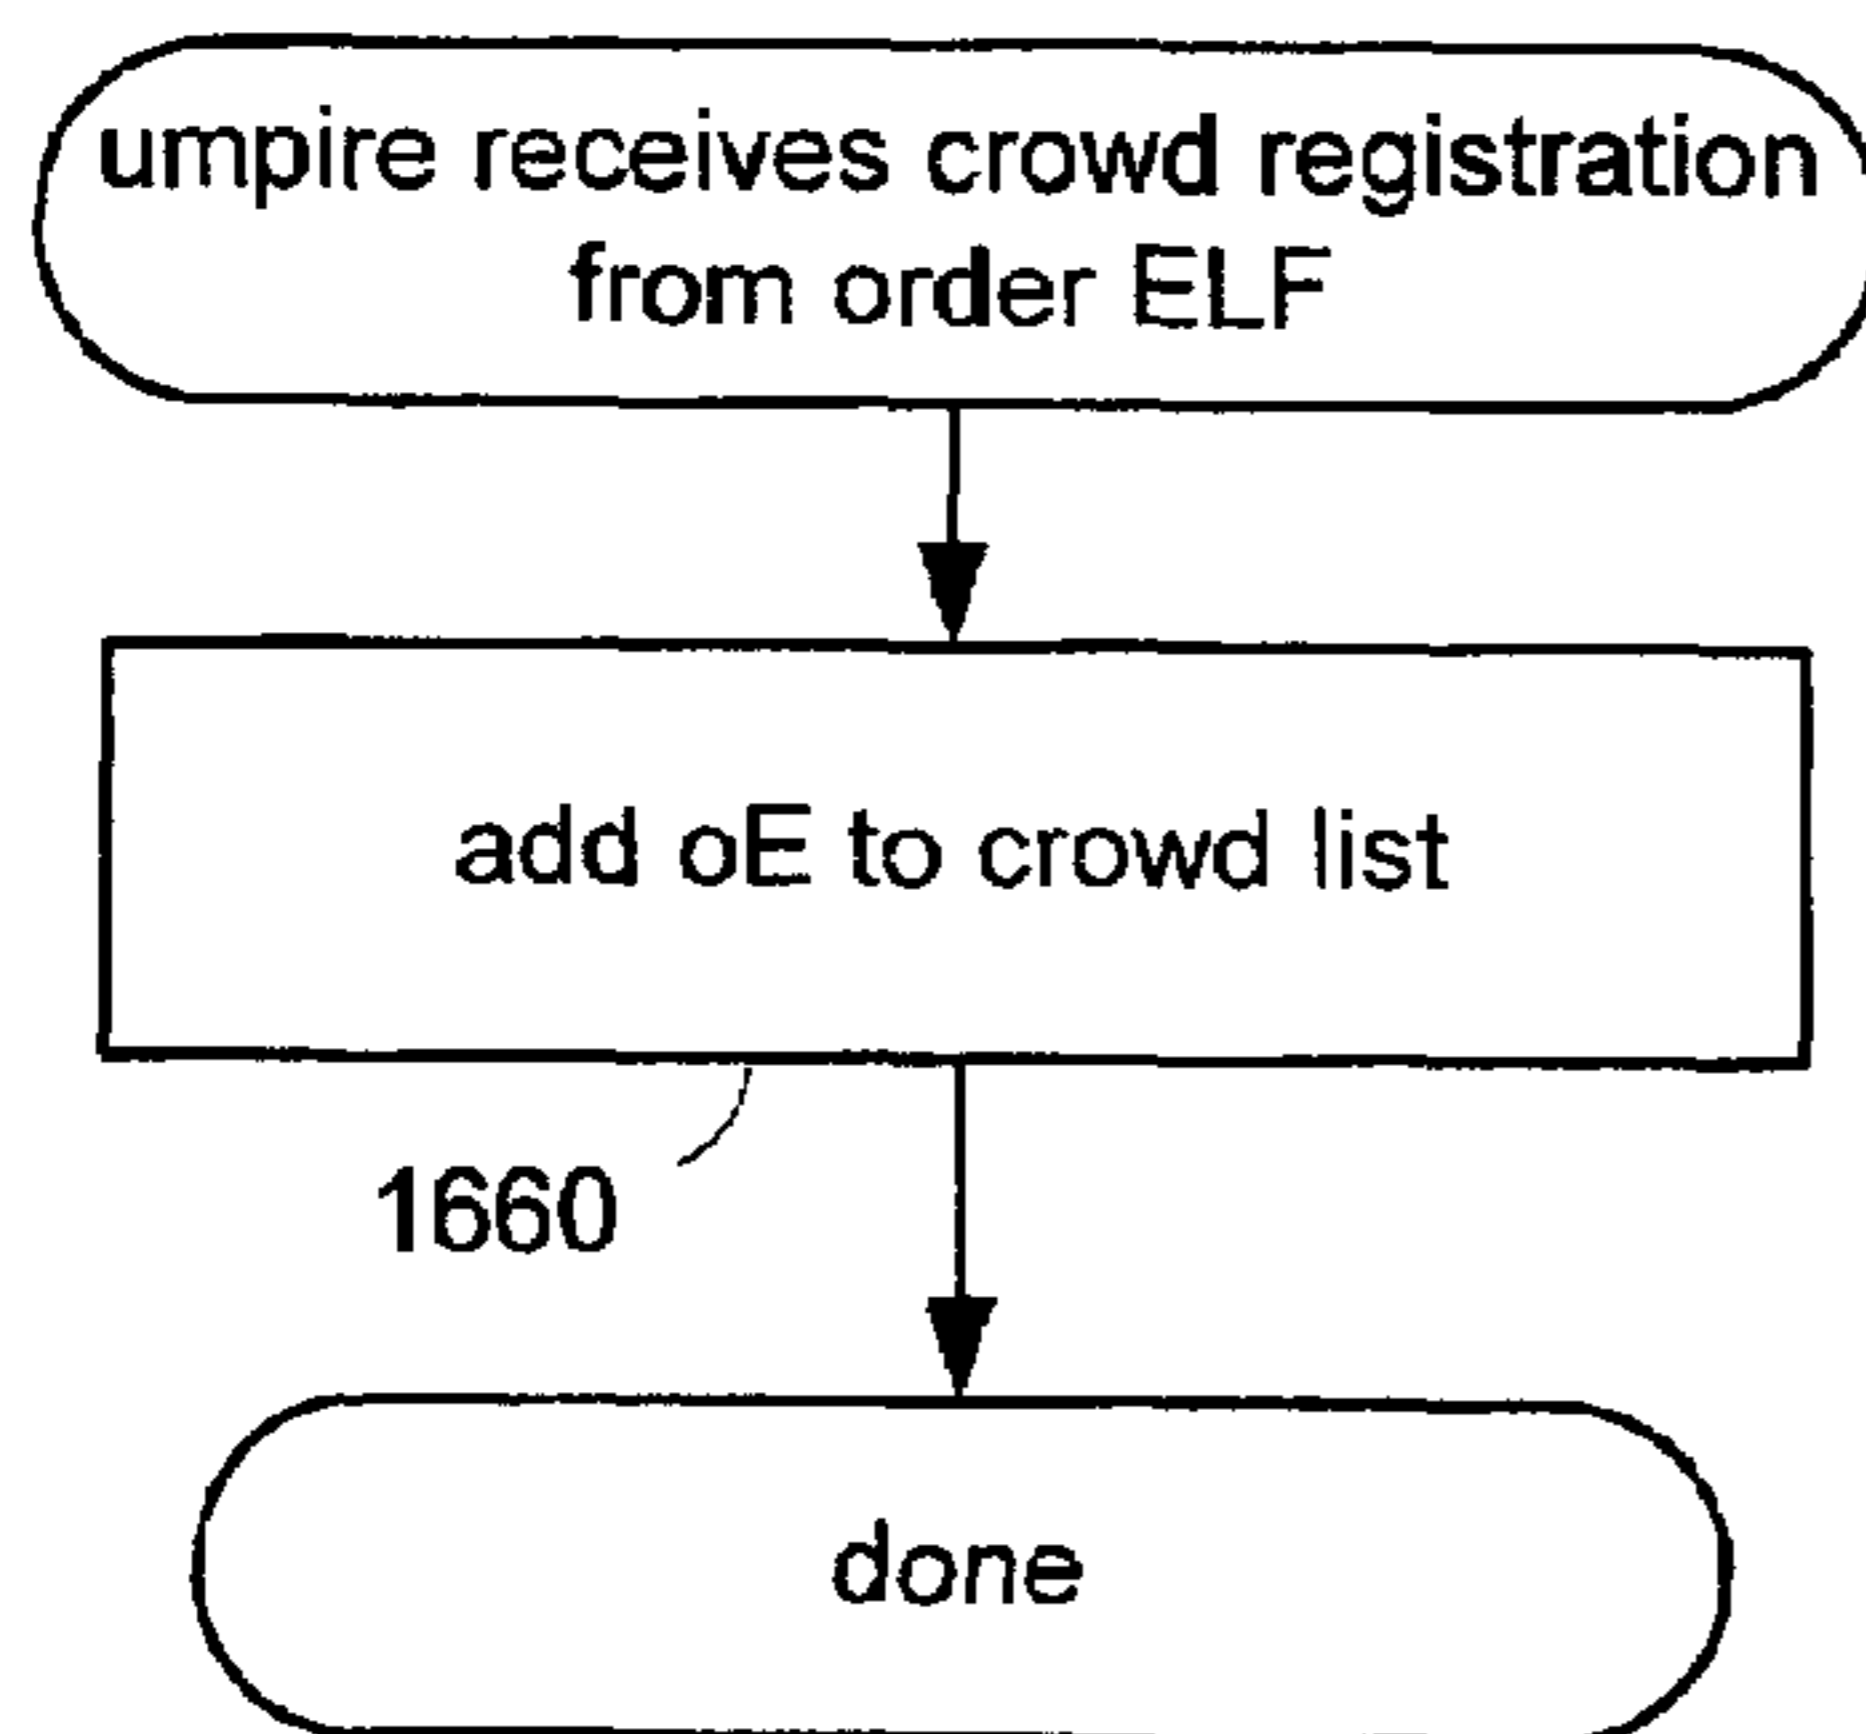 umpire receives crowd registration
from order ELF
add oE to crowd list
1660
done